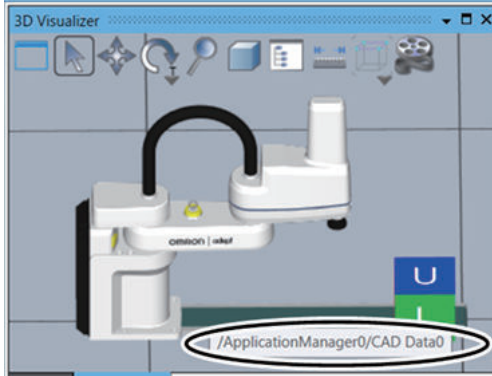 3D Visualizer
omron | adept
U
L
/ApplicationManager0/CAD Data0